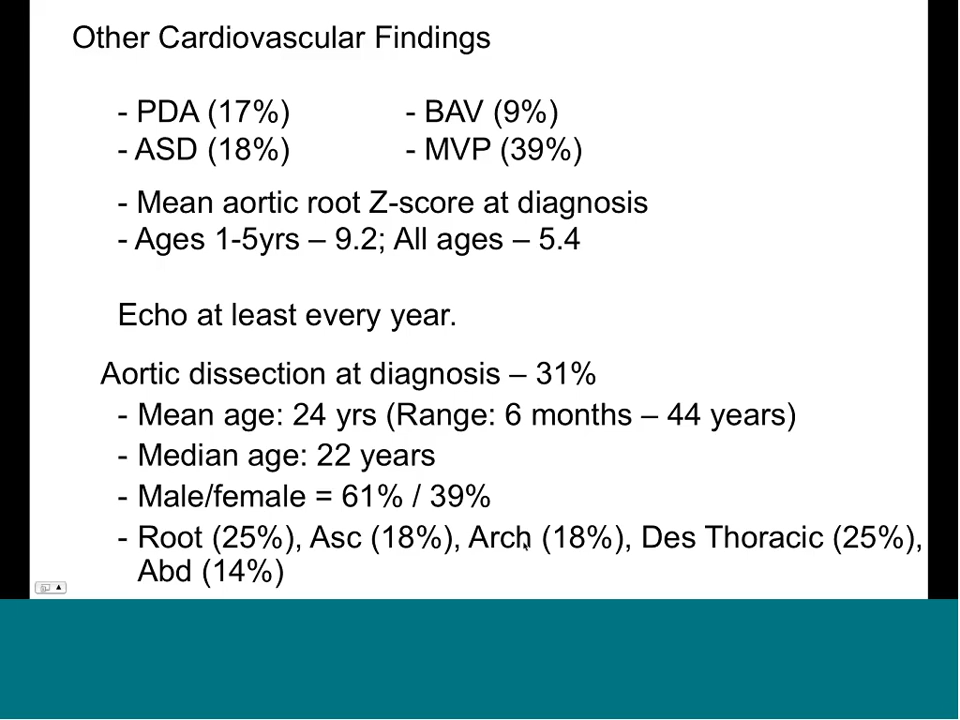 Other Cardiovascular Findings
- PDA (17%) - BAV (9%)
- ASD (18%) - MVP (39%)
- Mean aortic root Z-score at diagnosis
- Ages 1-5yrs – 9.2; All ages – 5.4
Echo at least every year.
Aortic dissection at diagnosis – 31%
- Mean age: 24 yrs (Range: 6 months – 44 years)
- Median age: 22 years
- Male/female = 61% / 39%
- Root (25%), Asc (18%), Arch (18%), Des Thoracic (25%),
Abd (14%)